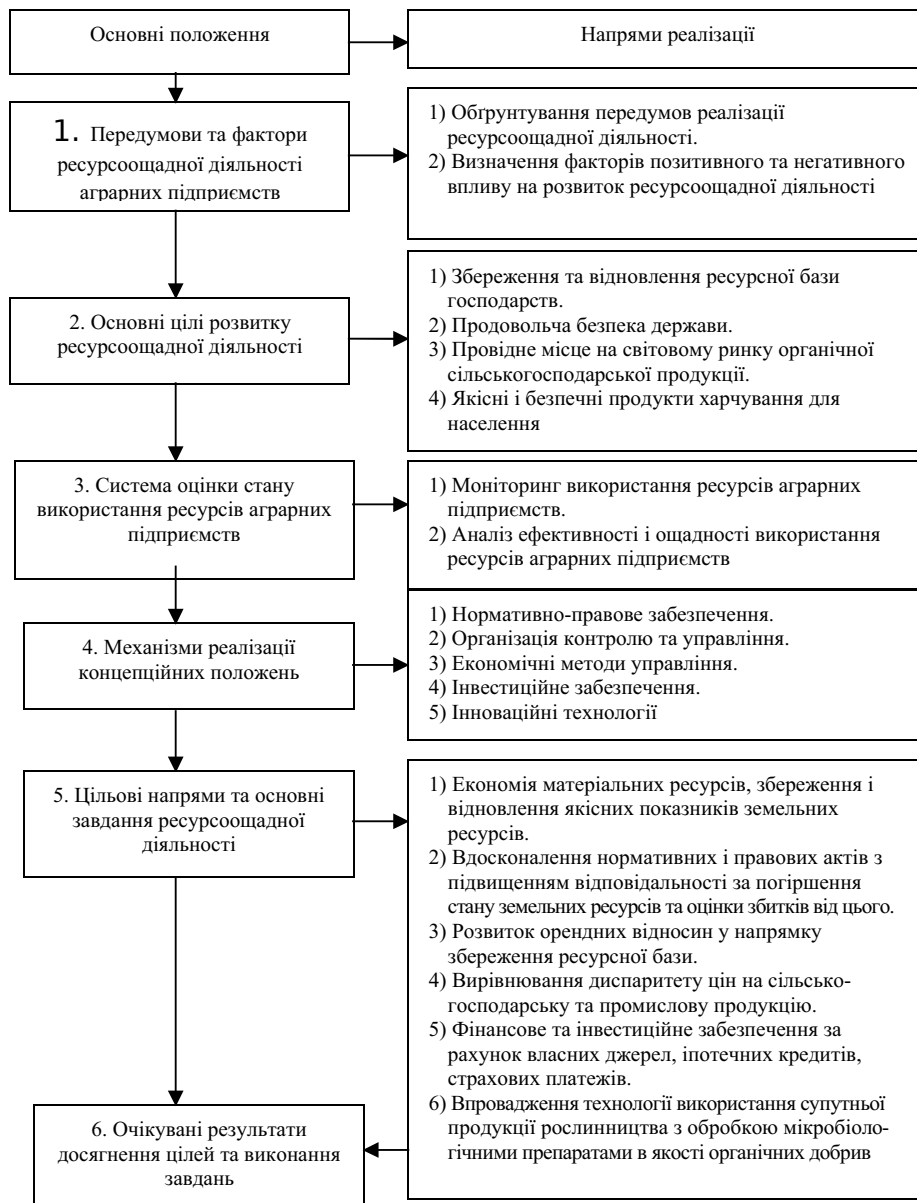 Основні положення
Напрями реалізації
1. Передумови та фактори
ресурсоощадної діяльності
аграрних підприємств
1) Обґрунтування передумов реалізації
ресурсоощадної діяльності.
2) Визначення факторів позитивного та негативного
впливу на розвиток ресурсоощадної діяльності
2. Основні цілі розвитку
ресурсоощадної діяльності
1) Збереження та відновлення ресурсної бази
господарств.
2) Продовольча безпека держави.
3) Провідне місце на світовому ринку органічної
сільськогосподарської продукції.
4) Якісні і безпечні продукти харчування для
населення
3. Система оцінки стану
використання ресурсів аграрних
підприємств
1) Моніторинг використання ресурсів аграрних
підприємств.
2) Аналіз ефективності і ощадності використання
ресурсів аграрних підприємств
4. Механізми реалізації
концепційних положень
1) Нормативно-правове забезпечення.
2) Організація контролю та управління.
3) Економічні методи управління.
4) Інвестиційне забезпечення.
5) Інноваційні технології
5. Цільові напрями та основні
завдання ресурсоощадної
діяльності
1) Економія матеріальних ресурсів, збереження і
відновлення якісних показників земельних
ресурсів.
2) Вдосконалення нормативних і правових актів з
підвищенням відповідальності за погіршення
стану земельних ресурсів та оцінки збитків від цього.
3) Розвиток орендних відносин у напрямку
збереження ресурсної бази.
4) Вирівнювання диспаритету цін на сільсько-
господарську та промислову продукцію.
5) Фінансове та інвестиційне забезпечення за
рахунок власних джерел, іпотечних кредитів,
страхових платежів.
6) Впровадження технології використання супутньої
продукції рослинництва з обробкою мікробіоло-
гічними препаратами в якості органічних добрив
6. Очікувані результати
досягнення цілей та виконання
завдань